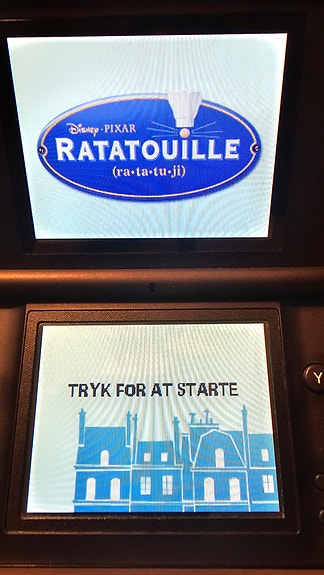 Disney · PIXAR
RATATOUILLE
(ra•ta•tu•ji)
TRYK FOR AT STARTE
Y